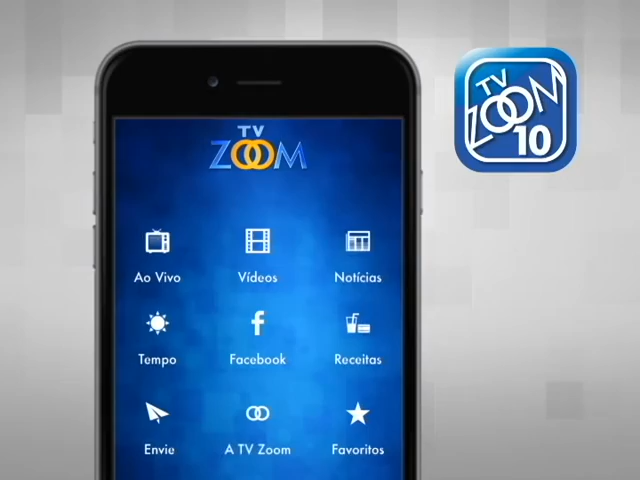 TV
ZOOM
TV
ZOOM
10
Ao Vivo
Vídeos
Notícias
Tempo
Facebook
Receitas
Envie
A TV Zoom
Favoritos